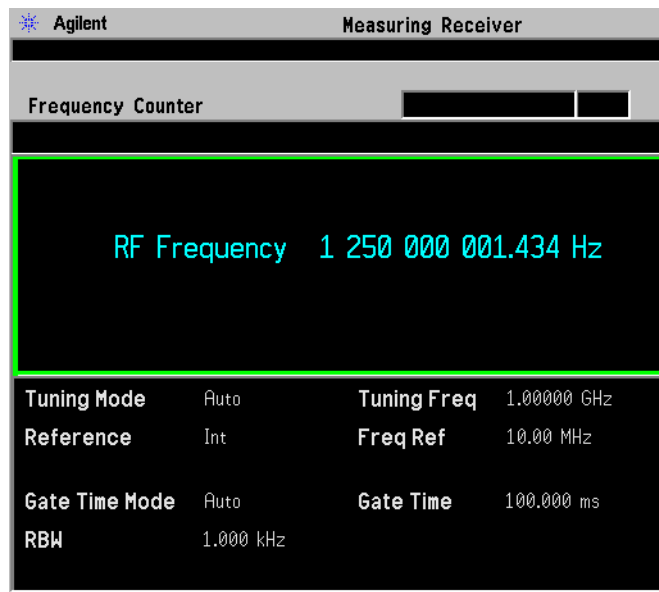 Agilent Measuring Receiver
Frequency Counter
RF Frequency 1 250 000 001.434 Hz
Tuning Mode Auto Tuning Freq 1.00000 GHz
Reference Int Freq Ref 10.00 MHz
Gate Time Mode Auto Gate Time 100.000 ms
RBW 1.000 kHz